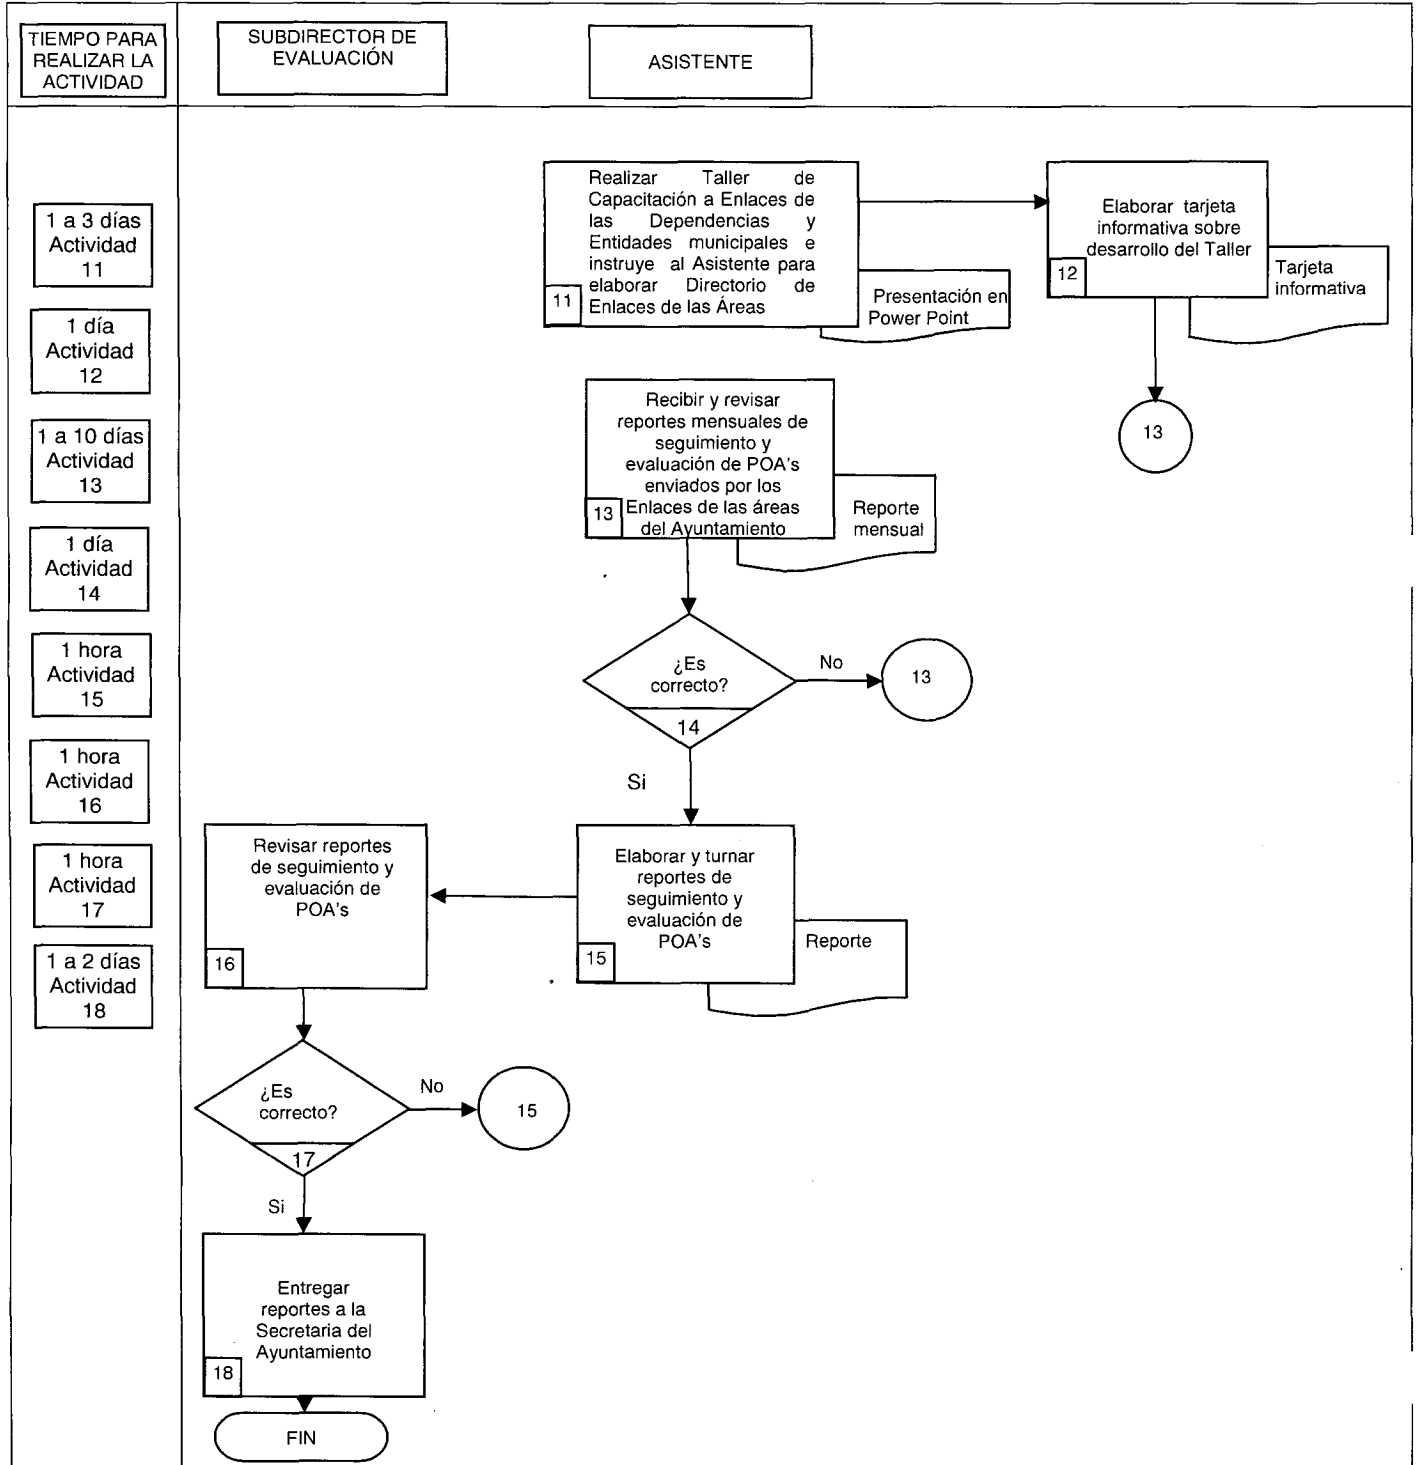 TIEMPO PARA
REALIZAR LA
ACTIVIDAD
SUBDIRECTOR DE
EVALUACIÓN
ASISTENTE
1 a 3 días
Actividad
11
1 día
Actividad
12
1 a 10 días
Actividad
13
1 día
Actividad
14
1 hora
Actividad
15
1 hora
Actividad
16
1 hora
Actividad
17
1 a 2 días
Actividad
18
Realizar Taller de
Capacitación a Enlaces de
las Dependencias y
Entidades municipales e
instruye al Asistente para
elaborar Directorio de
Enlaces de las Áreas
11
Presentación en
Power Point
Elaborar tarjeta
informativa sobre
desarrollo del Taller
12
Tarjeta
informativa
13
Recibir y revisar
reportes mensuales de
seguimiento y
evaluación de POA's
enviados por los
Enlaces de las áreas
del Ayuntamiento
13
Reporte
mensual
¿Es
correcto?
14
No
13
Si
Elaborar y turnar
reportes de
seguimiento y
evaluación de
POA's
15
Reporte
Revisar reportes
de seguimiento y
evaluación de
POA's
16
¿Es
correcto?
17
No
15
Si
Entregar
reportes a la
Secretaria del
Ayuntamiento
18
FIN